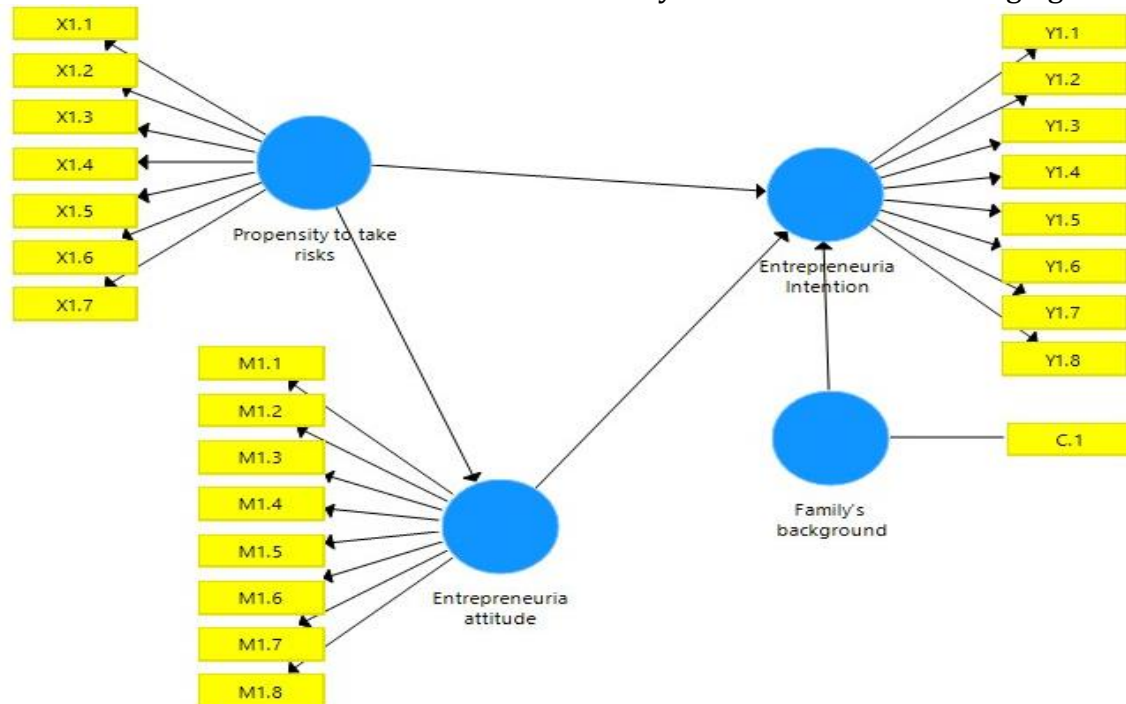 X1.1
X1.2
X1.3
X1.4
X1.5
X1.6
X1.7
Propensity to take
risks
Y1.1
Y1.2
Y1.3
Y1.4
Y1.5
Y1.6
Y1.7
Y1.8
Entrepreneuria
Intention
M1.1
M1.2
M1.3
M1.4
M1.5
M1.6
M1.7
M1.8
Entrepreneuria
attitude
C.1
Family's
background